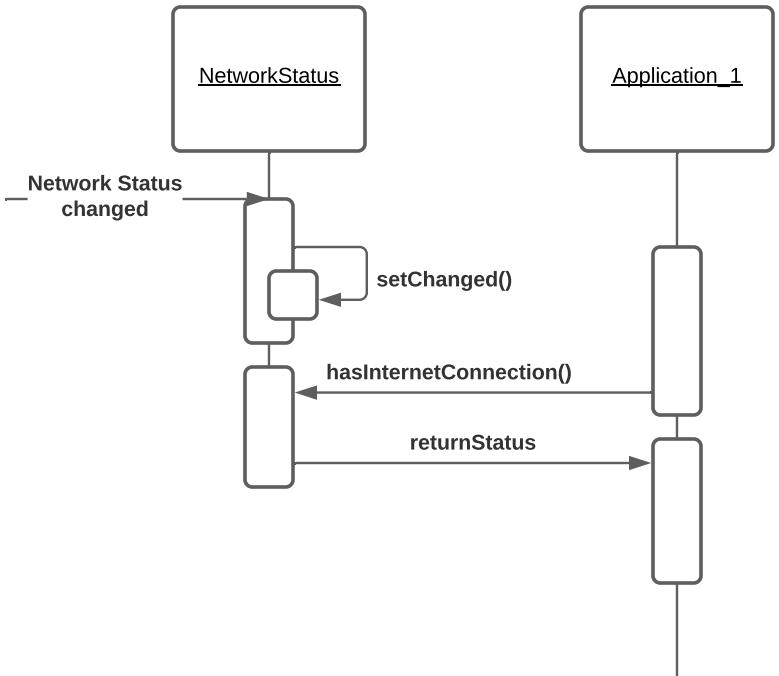 NetworkStatus
Application_1
Network Status
changed
setChanged()
hasInternetConnection()
returnStatus